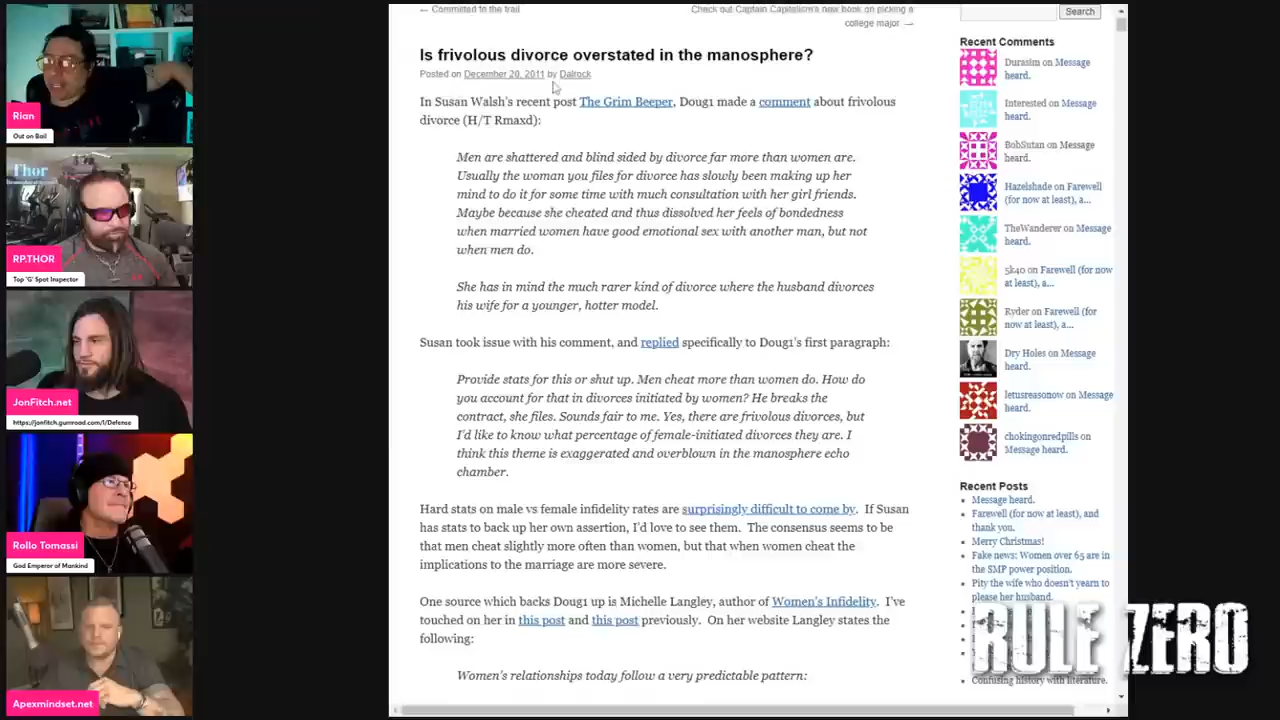 ← Committed to the trail
Check out Captain Capitalism's new book on picking a
college major →
Search
Is frivolous divorce overstated in the manosphere?
Posted on December 20, 2011 by Dalrock
In Susan Walsh's recent post The Grim Beeper, Doug1 made a comment about frivolous
divorce (H/T Rmaxd):
Men are shattered and blind sided by divorce far more than women are.
Usually the woman you files for divorce has slowly been making up her
mind to do it for some time with much consultation with her girl friends.
Maybe because she cheated and thus dissolved her feels of bondedness
when married women have good emotional sex with another man, but not
when men do.
She has in mind the much rarer kind of divorce where the husband divorces
his wife for a younger, hotter model.
Susan took issue with his comment, and replied specifically to Doug1's first paragraph:
Provide stats for this or shut up. Men cheat more than women do. How do
you account for that in divorces initiated by women? He breaks the
contract, she files. Sounds fair to me. Yes, there are frivolous divorces, but
I'd like to know what percentage of female-initiated divorces they are. I
think this theme is exaggerated and overblown in the manosphere echo
chamber.
Hard stats on male vs female infidelity rates are surprisingly difficult to come by. If Susan
has stats to back up her own assertion, I'd love to see them. The consensus seems to be
that men cheat slightly more often than women, but that when women cheat the
implications to the marriage are more severe.
One source which backs Doug1 up is Michelle Langley, author of Women's Infidelity. I've
touched on her in this post and this post previously. On her website Langley states the
following:
Women's relationships today follow a very predictable pattern:
Recent Comments
Durasim on Message
heard.
Interested on Message
heard.
BobSutan on Message
heard.
Hazelshade on Farewell
(for now at least), a...
TheWanderer on Message
heard.
5k40 on Farewell (for now
at least), a...
Ryder on Farewell (for
now at least), a...
Dry Holes on Message
heard.
letusreasonow on Message
heard.
chokingonredpills on
Message heard.
Recent Posts
Message heard.
Farewell (for now at least), and
thank you.
Merry Christmas!
Fake news: Women over 65 are in
the SMP power position.
Pity the wife who doesn't yearn to
please her husband.
Confusing history with literature.
RULE ZERO
Rian
Out on Bail
Thor
RP.THOR
Top 'G' Spot Inspector
JonFitch.net
https://jonfitch.gumroad.com/l/Defense
Rollo Tomassi
God Emperor of Mankind
Apexmindset.net